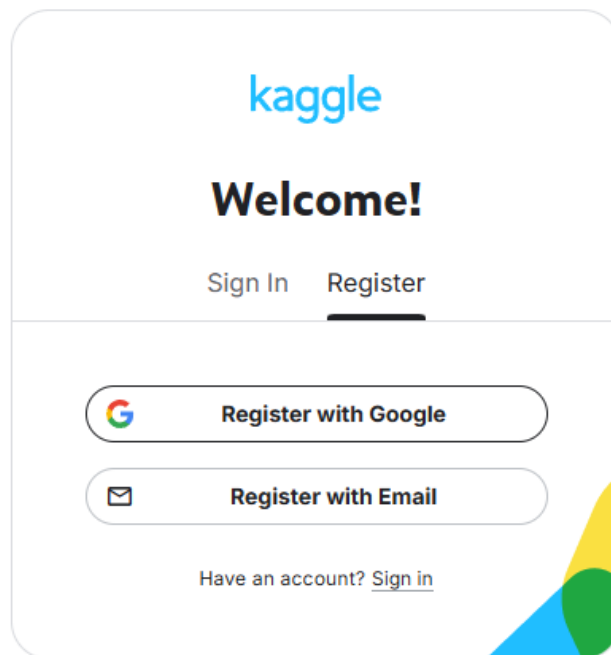 kaggle
Welcome!
Sign In Register
Register with Google
Register with Email
Have an account? Sign in